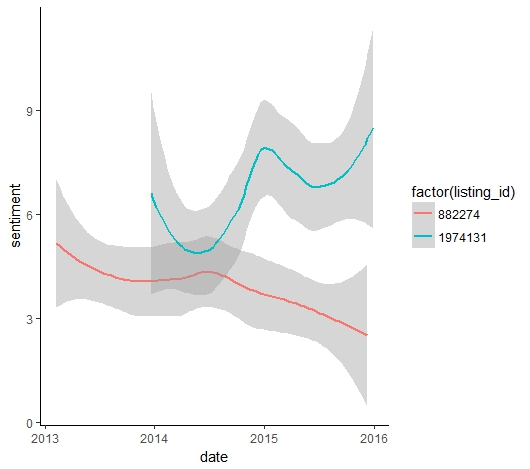 sentiment
9
6
3
0
2013 2014 2015 2016
date
factor(listing_id)
882274
1974131